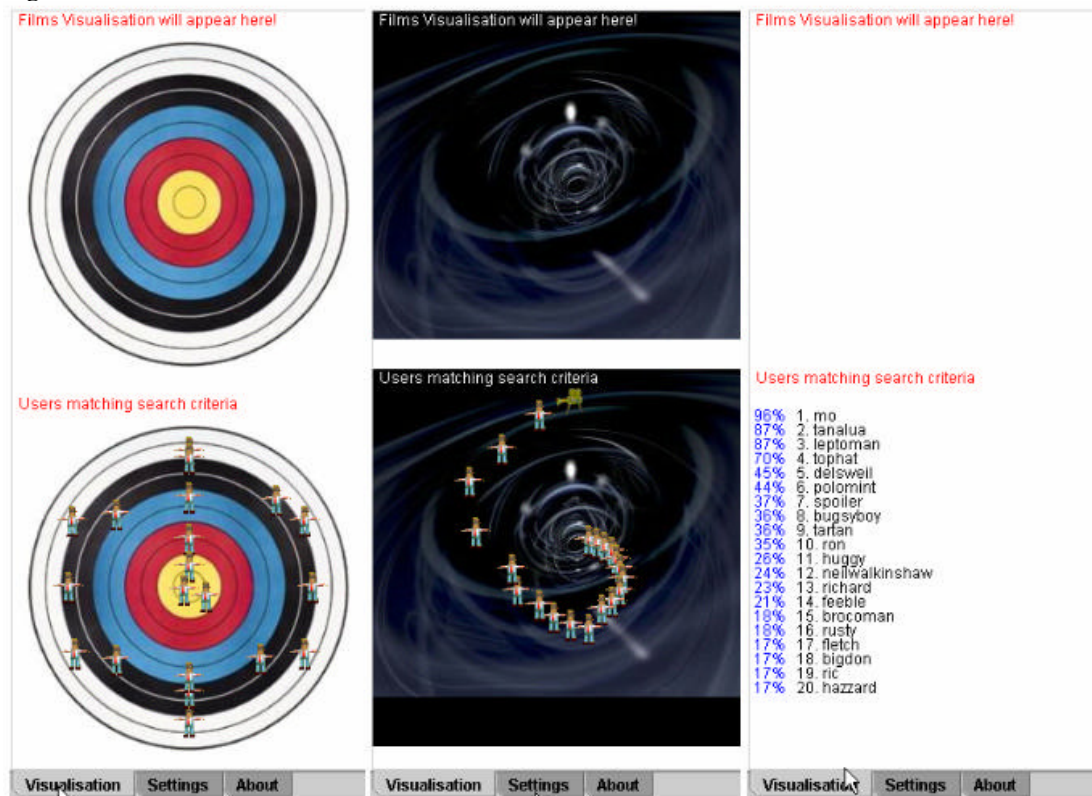 Films Visualisation will appear here!
Users matching search criteria
Visualisation Settings About
Films Visualisation will appear here!
Users matching search criteria
Visualisation Settings About
Films Visualisation will appear here!
Users matching search criteria
96% 1. mo
87% 2. tanalua
87% 3. leptoman
70% 4. tophat
45% 5. delsweil
44% 6. polomint
37% 7. spoiler
36% 8. bugsyboy
36% 9. tartan
35% 10. ron
26% 11. huggy
24% 12. neilwalkinshaw
23% 13. richard
21% 14. feeble
18% 15. brocoman
18% 16. rusty
17% 17. fletch
17% 18. bigdon
17% 19. ric
17% 20. hazzard
Visualisation Settings About